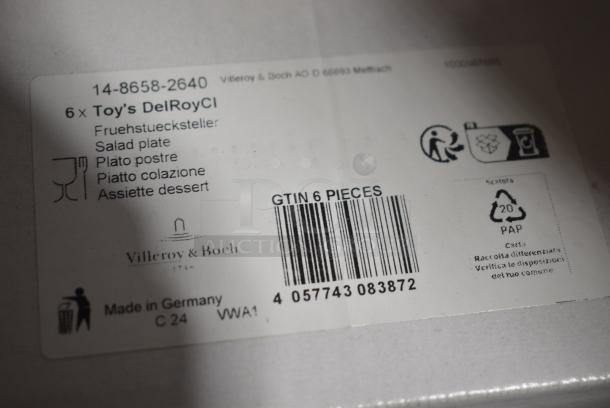 14-8658-2640
Villeroy & Boch AG D 66693 Mettlach
6 x Toy's DelRoyCl
Fruehstuecksteller
Salad plate
Plato postre
Piatto colazione
Assiette dessert
GTIN 6 PIECES
Villeroy & Boch
1748
4 057743 083872
Made in Germany
C 24
VWA1
Scatola
20
PAP
Carta
Raccolta differenziata
Verifica le disposizioni
del tuo comune